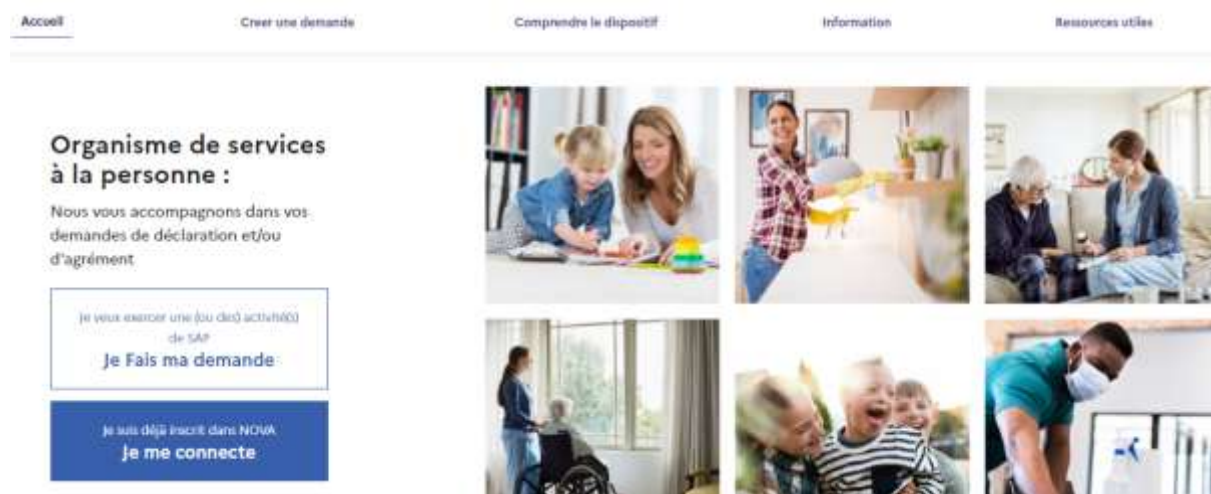 Accueil
Creer une demande
Comprendre le dispositif
Information
Ressources utiles
Organisme de services
à la personne :
Nous vous accompagnons dans vos
demandes de déclaration et/ou
d'agrément
Je veux exercer une (ou des) activité(s)
de SAP
Je Fais ma demande
Je suis déjà inscrit dans NOVA
Je me connecte